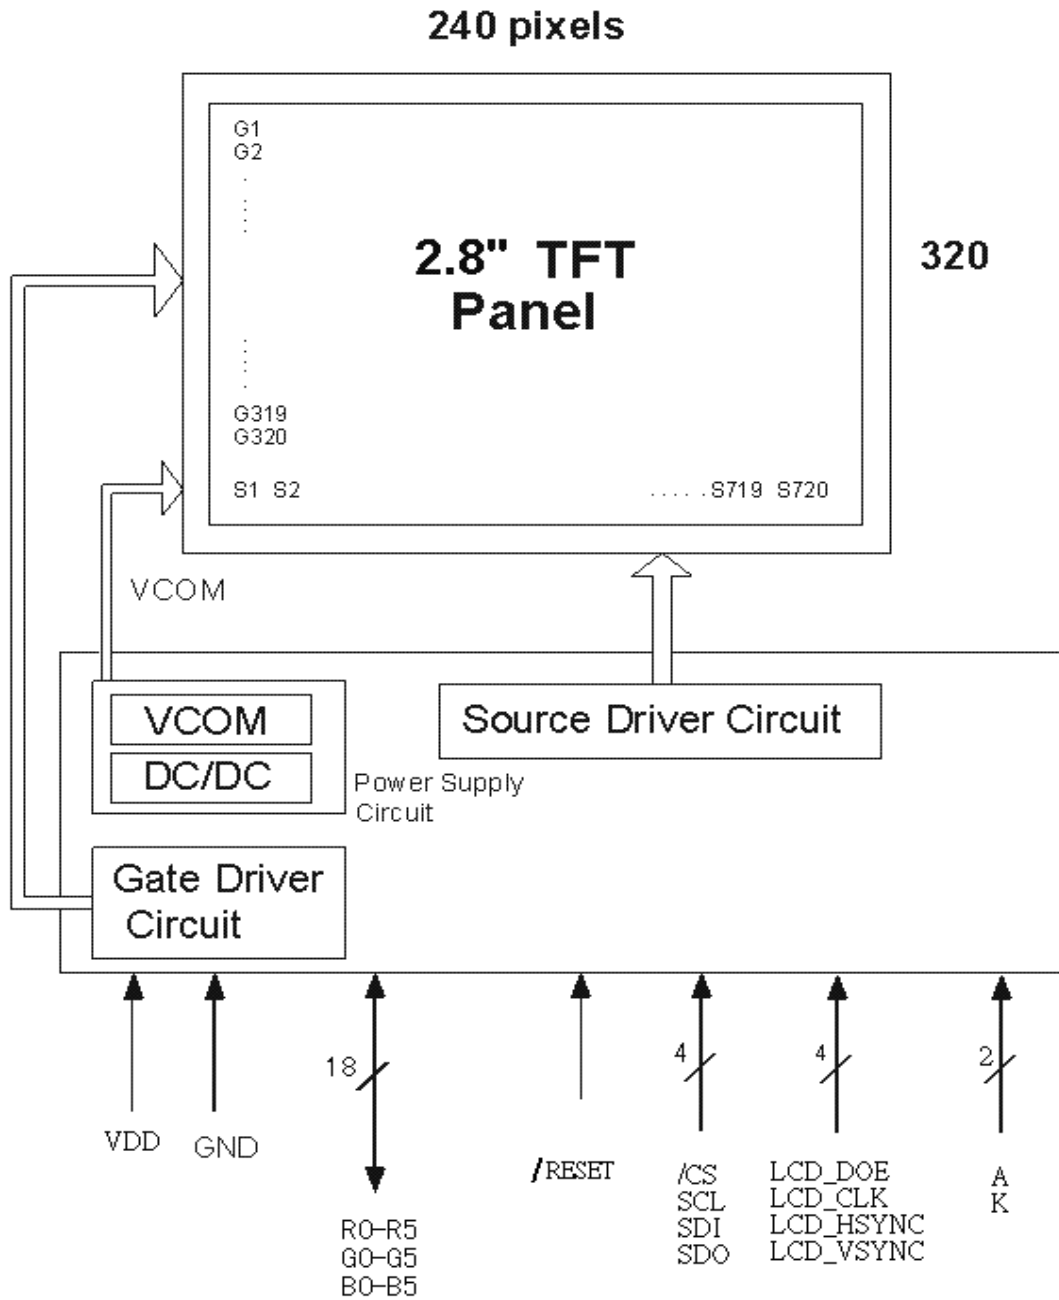 240 pixels
G1
G2
2.8" TFT
Panel
320
G319
G320
S1 S2 .....S719 S720
VCOM
VCOM
DC/DC
Power Supply
Circuit
Source Driver Circuit
Gate Driver
Circuit
18
4
4
2
VDD
GND
/RESET
/CS
SCL
SDI
SDO
LCD_DOE
LCD_CLK
LCD_HSYNC
LCD_VSYNC
A
K
R0-R5
G0-G5
B0-B5